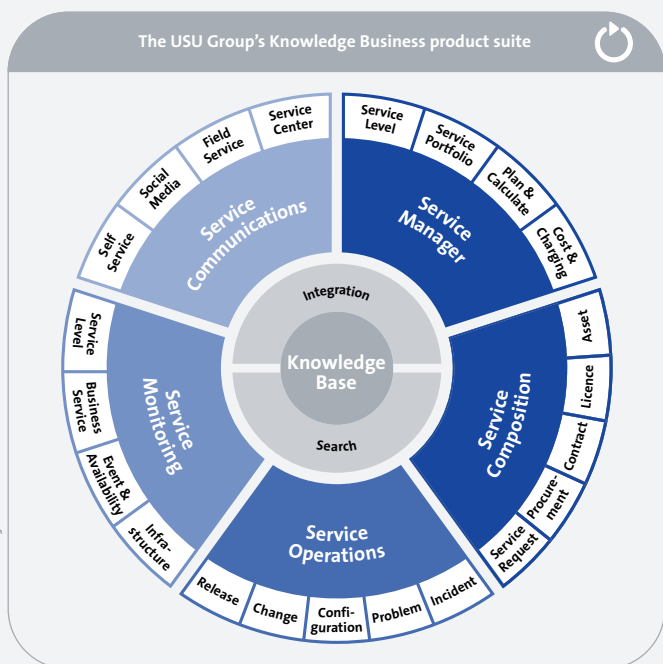 The USU Group's Knowledge Business product suite
Service
Center
Field
Service
Social
Media
Self
Service
Service
Communications
Service
Level
Service
Portfolio
Plan &
Calculate
Cost &
Charging
Service
Manager
Asset
Licence
Contract
Procure-
ment
Service
Request
Service
Composition
Incident
Problem
Confi-
guration
Change
Release
Service
Operations
Infra-
structure
Event &
Availability
Business
Service
Service
Level
Service
Monitoring
Integration
Knowledge
Base
Search